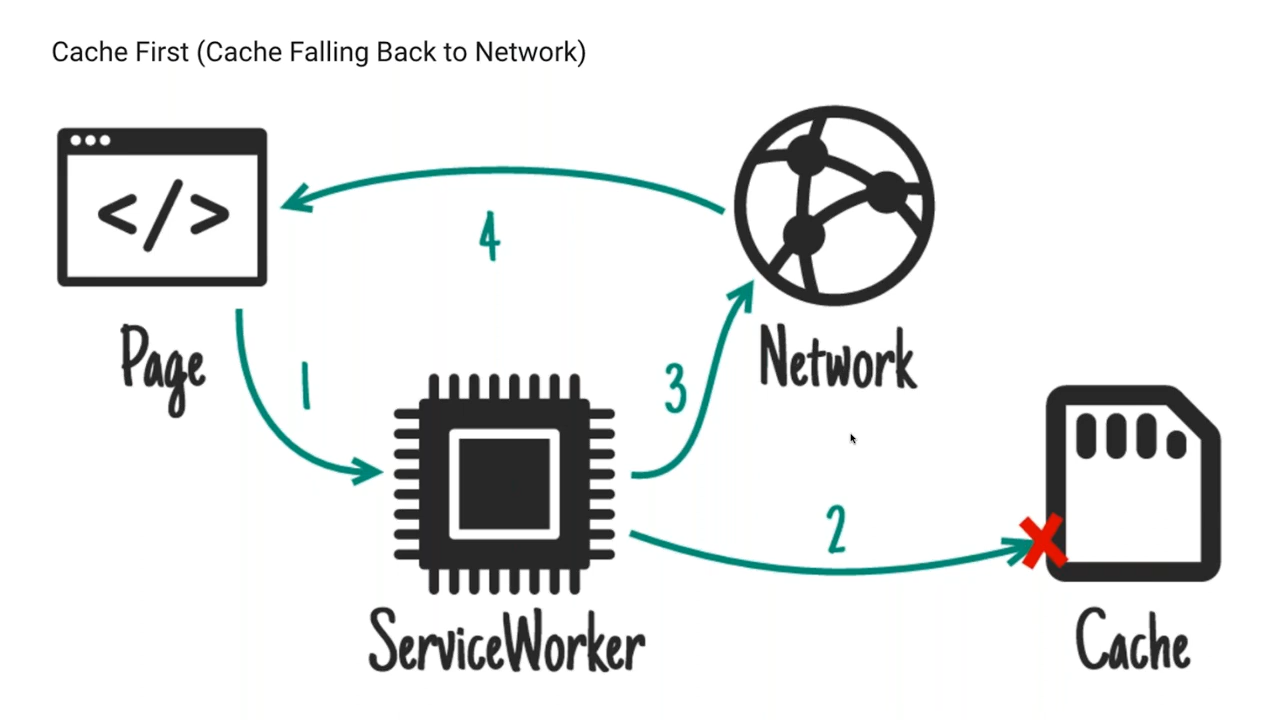 Cache First (Cache Falling Back to Network)
</>
4
Page
1
3
Network
2
ServiceWorker
Cache